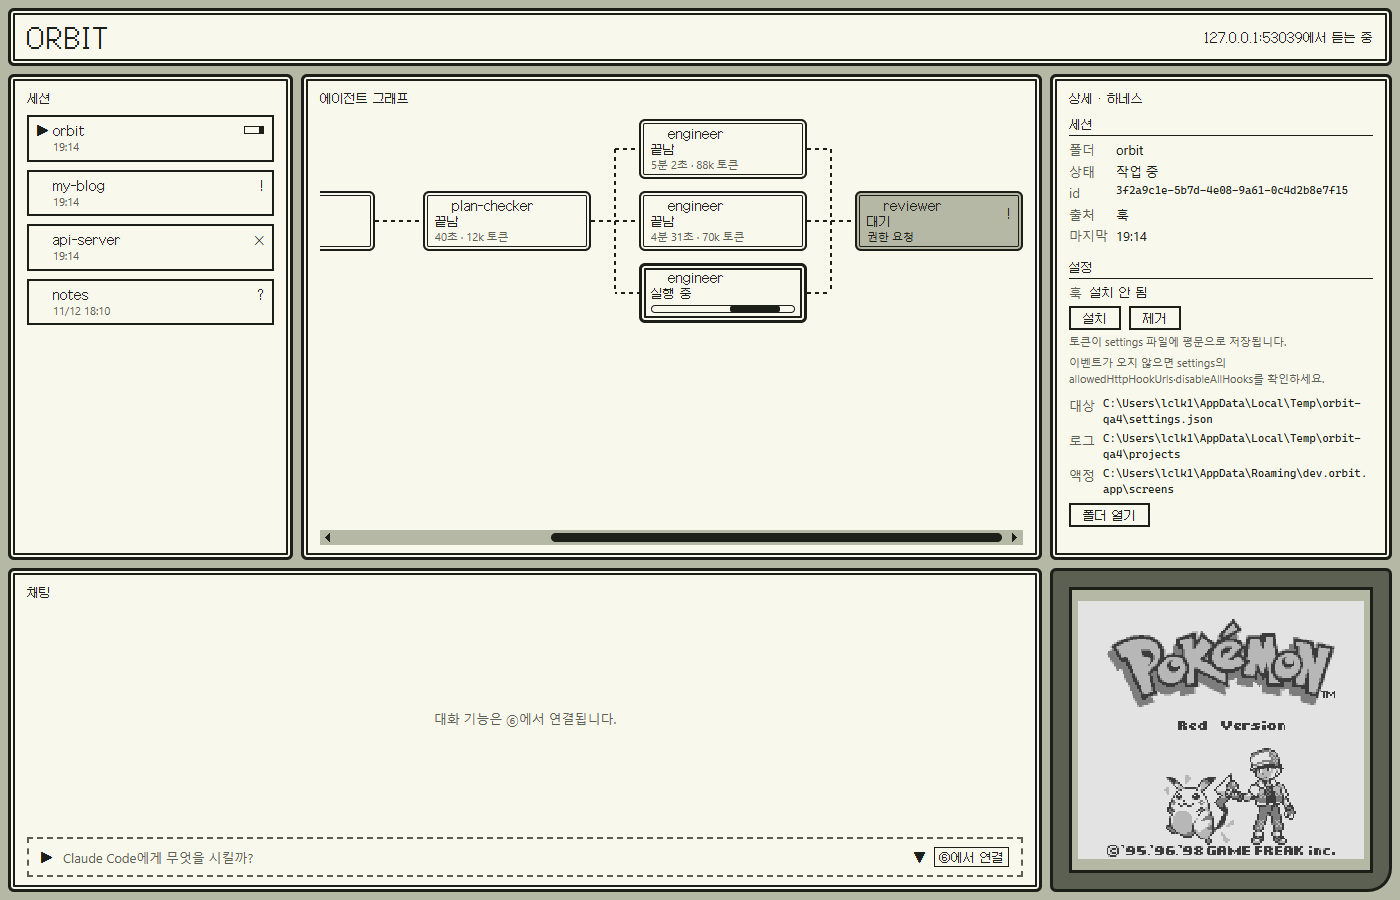 ORBIT
127.0.0.1:53039에서 듣는 중
세션
orbit
19:14
my-blog
!
19:14
api-server
×
19:14
notes
?
11/12 18:10
에이전트 그래프
plan-checker
끝남
40초 · 12k 토큰
engineer
끝남
5분 2초 · 88k 토큰
engineer
끝남
4분 31초 · 70k 토큰
engineer
실행 중
reviewer
!
대기
권한 요청
상세 · 하네스
세션
폴더 orbit
상태 작업 중
id 3f2a9c1e-5b7d-4e08-9a61-0c4d2b8e7f15
출처 훅
마지막 19:14
설정
훅 설치 안 됨
설치 제거
토큰이 settings 파일에 평문으로 저장됩니다.
이벤트가 오지 않으면 settings의
allowedHttpHookUrls·disableAllHooks를 확인하세요.
대상 C:\Users\lclk1\AppData\Local\Temp\orbit-
qa4\settings.json
로그 C:\Users\lclk1\AppData\Local\Temp\orbit-
qa4\projects
액정 C:\Users\lclk1\AppData\Roaming\dev.orbit.
app\screens
폴더 열기
채팅
대화 기능은 ⑥에서 연결됩니다.
Claude Code에게 무엇을 시킬까?
⑥에서 연결
POKéMON
TM
Red Version
©'95.'96.'98 GAME FREAK inc.